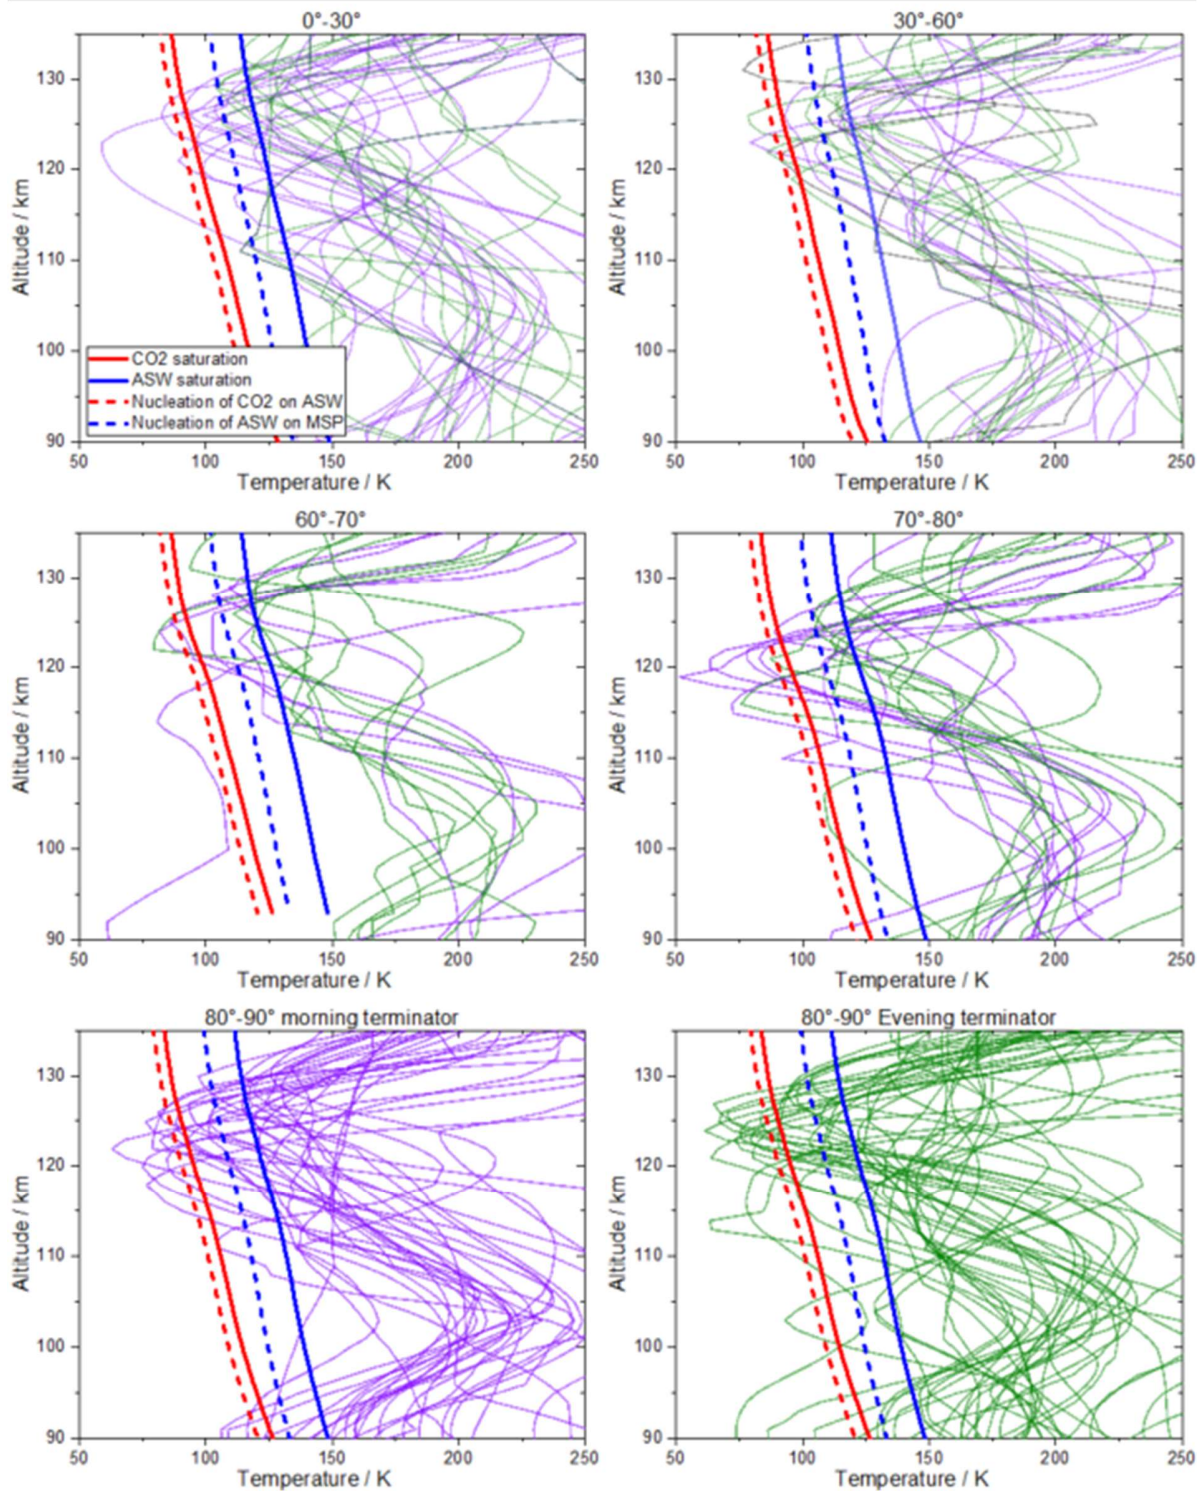 0°-30°
130
120
110
100
90
Altitude / km
CO2 saturation
ASW saturation
Nucleation of CO2 on ASW
Nucleation of ASW on MSP
50 100 150 200 250
Temperature / K
30°-60°
130
120
110
100
90
Altitude / km
50 100 150 200 250
Temperature / K
60°-70°
130
120
110
100
90
Altitude / km
50 100 150 200 250
Temperature / K
70°-80°
130
120
110
100
90
Altitude / km
50 100 150 200 250
Temperature / K
80°-90° morning terminator
130
120
110
100
90
Altitude / km
50 100 150 200 250
Temperature / K
80°-90° Evening terminator
130
120
110
100
90
Altitude / km
50 100 150 200 250
Temperature / K